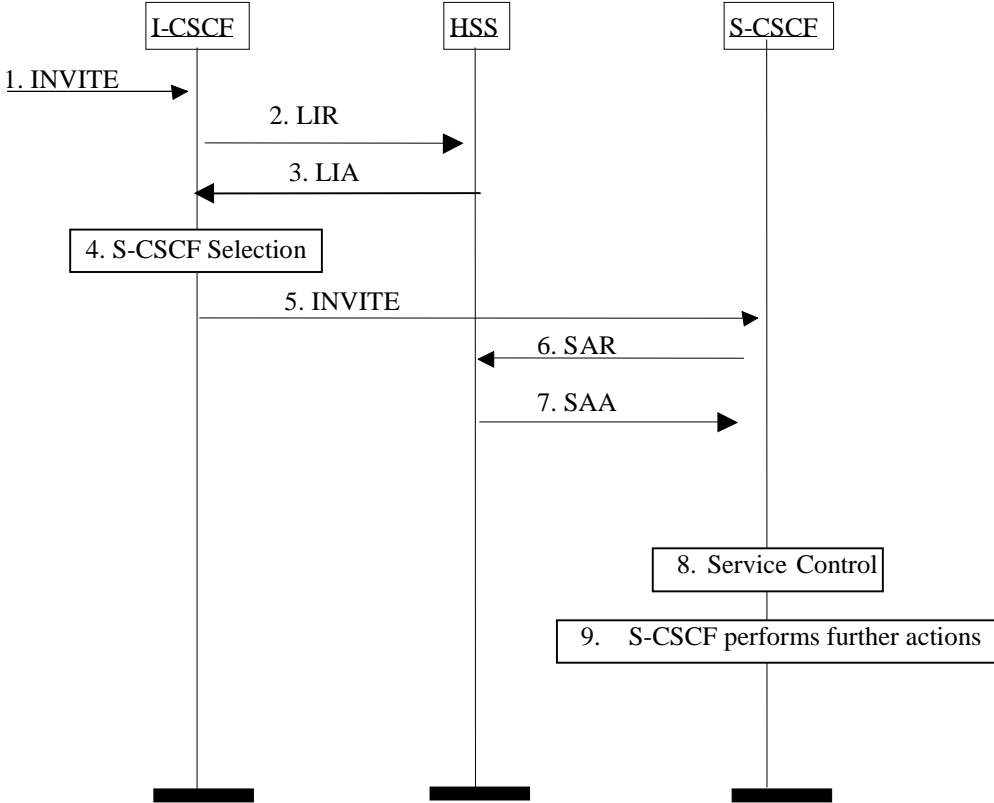 I-CSCF
HSS
S-CSCF
1. INVITE
2. LIR
3. LIA
4. S-CSCF Selection
5. INVITE
6. SAR
7. SAA
8. Service Control
9. S-CSCF performs further actions